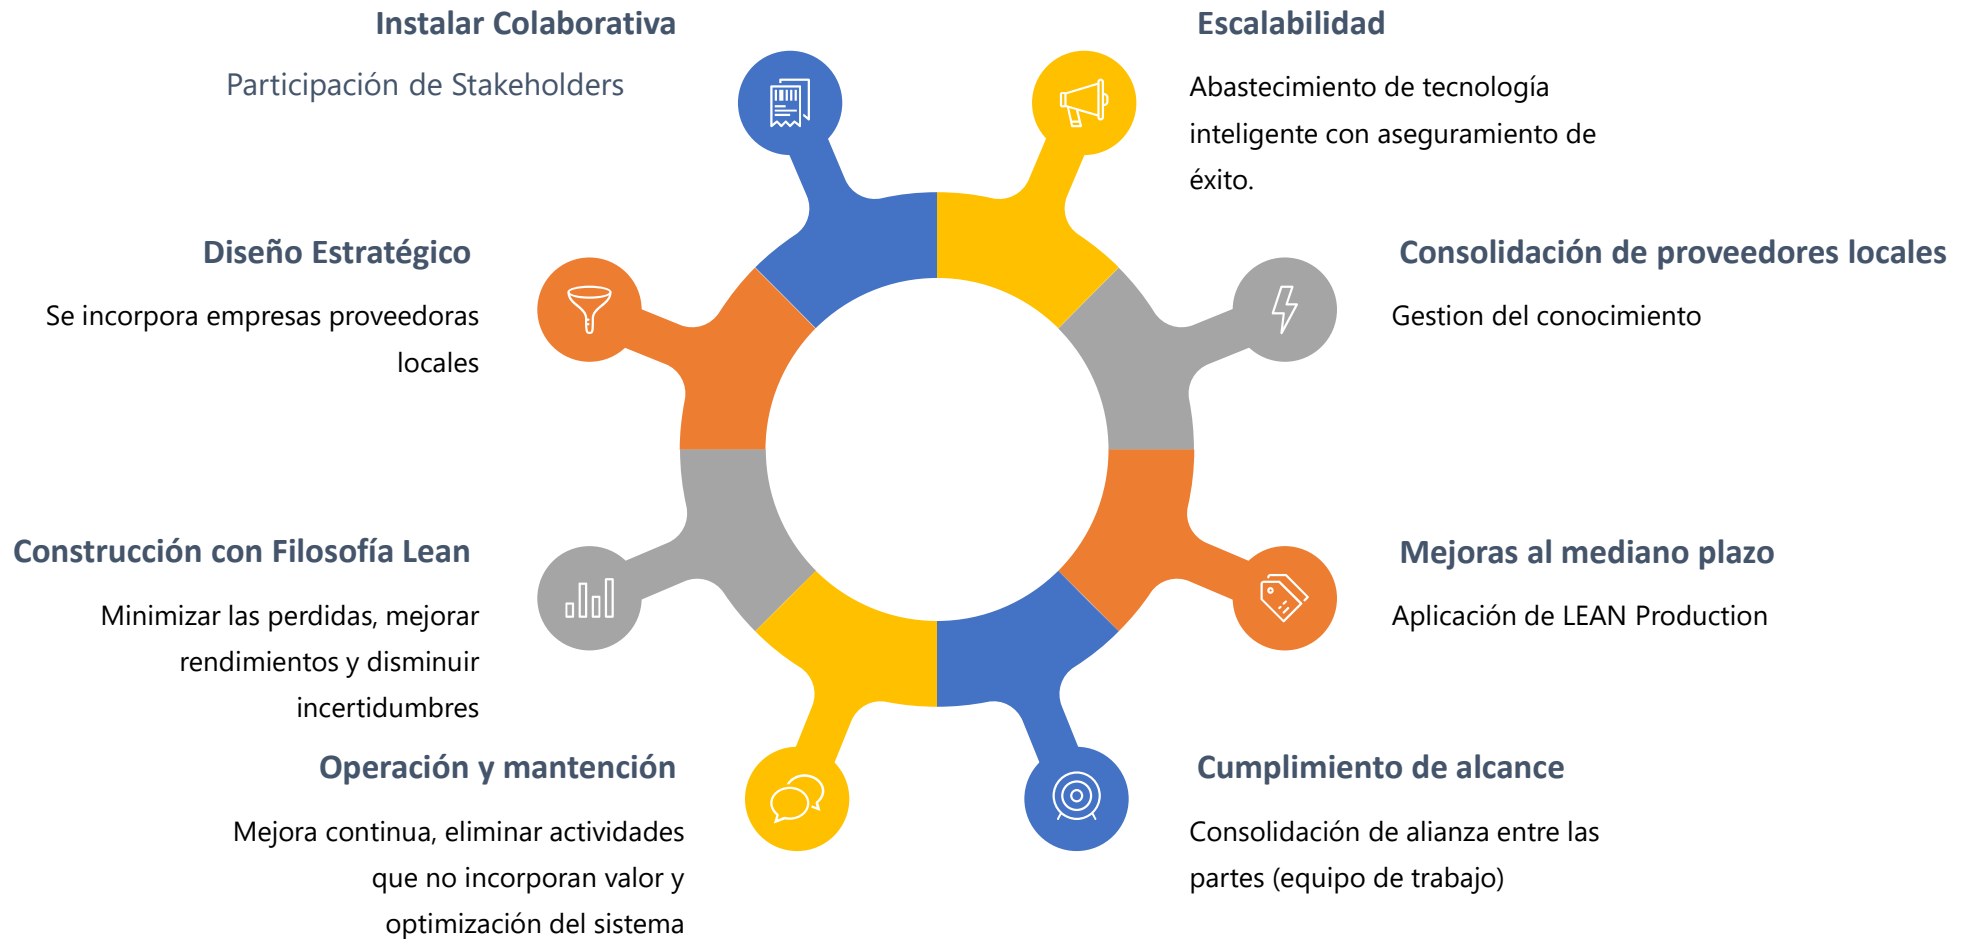 Instalar Colaborativa
Participación de Stakeholders
Diseño Estratégico
Se incorpora empresas proveedoras
locales
Construcción con Filosofía Lean
Minimizar las perdidas, mejorar
rendimientos y disminuir
incertidumbres
Operación y mantención
Mejora continua, eliminar actividades
que no incorporan valor y
optimización del sistema
Escalabilidad
Abastecimiento de tecnología
inteligente con aseguramiento de
éxito.
Consolidación de proveedores locales
Gestion del conocimiento
Mejoras al mediano plazo
Aplicación de LEAN Production
Cumplimiento de alcance
Consolidación de alianza entre las
partes (equipo de trabajo)